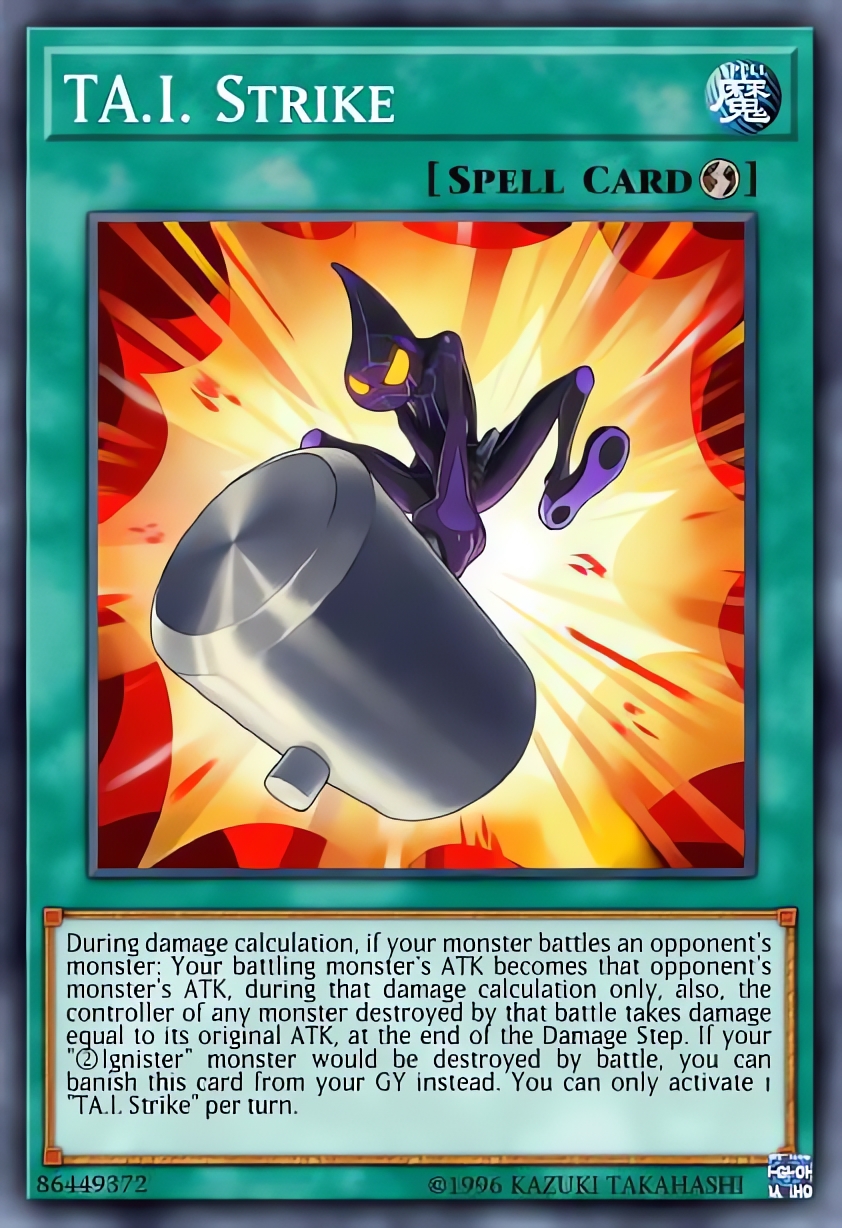 TA.I. STRIKE
魔
[SPELL CARD]
During damage calculation, if your monster battles an opponent's
monster: Your battling monster's ATK becomes that opponent's
monster's ATK, during that damage calculation only, also, the
controller of any monster destroyed by that battle takes damage
equal to its original ATK, at the end of the Damage Step. If your
"②Ignister" monster would be destroyed by battle, you can
banish this card from your GY instead. You can only activate 1
"TA.I. Strike" per turn.
86449372 ©1996 KAZUKI TAKAHASHI